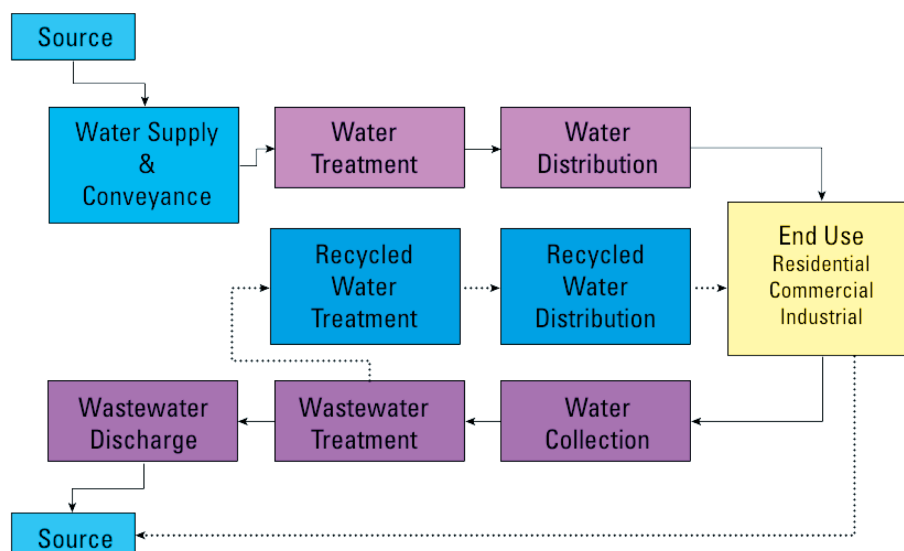 Source
Water Supply
&
Conveyance
Water
Treatment
Water
Distribution
End Use
Residential
Commercial
Industrial
Recycled
Water
Treatment
Recycled
Water
Distribution
Wastewater
Discharge
Wastewater
Treatment
Water
Collection
Source